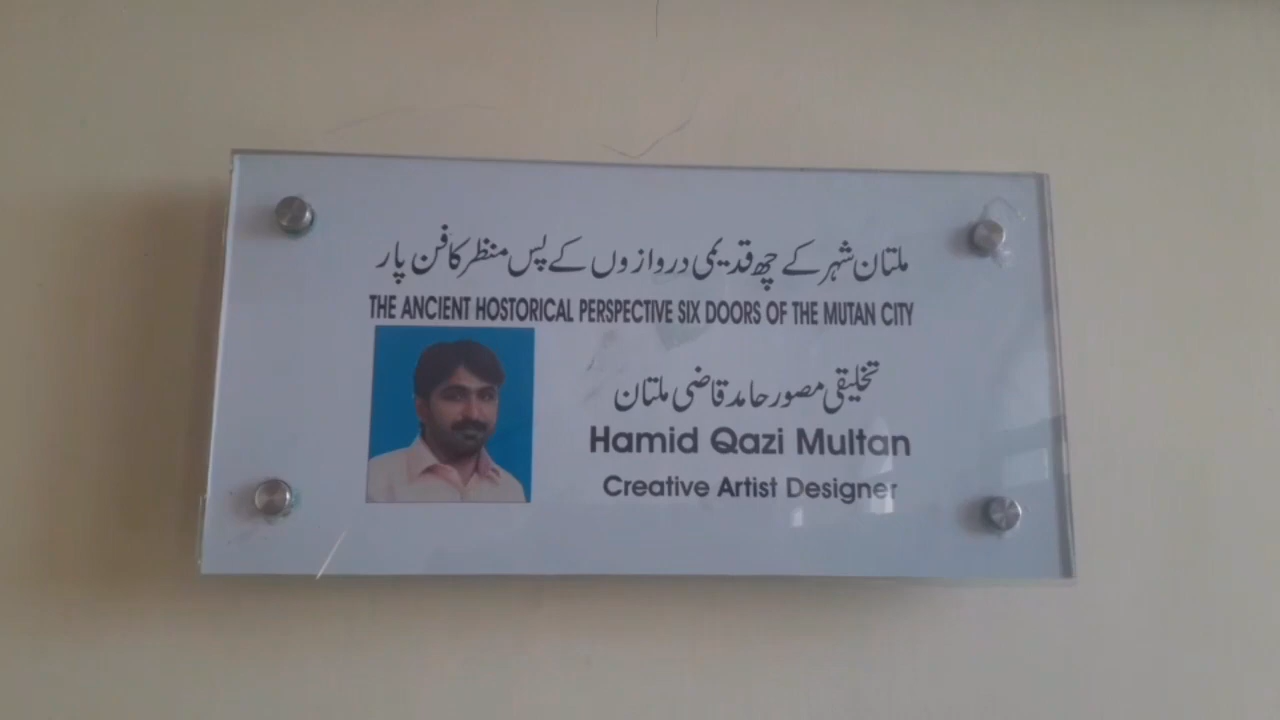 ملتان شہر کے چھ قدیمی دروازوں کے پس منظر کا فن پار
THE ANCIENT HOSTORICAL PERSPECTIVE SIX DOORS OF THE MUTAN CITY
تخلیقی مصور حامد قاضی ملتان
Hamid Qazi Multan
Creative Artist Designer